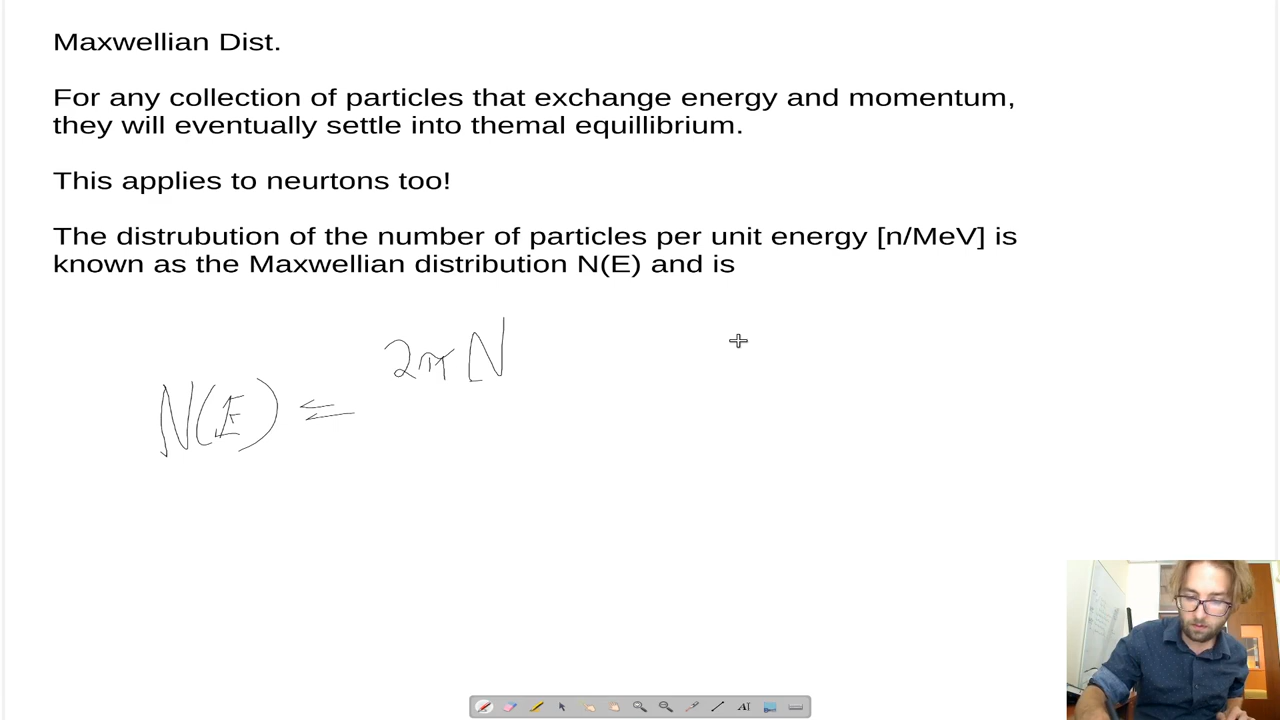 Maxwellian Dist.
For any collection of particles that exchange energy and momentum,
they will eventually settle into themal equillibrium.
This applies to neurtons too!
The distrubution of the number of particles per unit energy [n/MeV] is
known as the Maxwellian distribution N(E) and is
2πN
N(E) =
AI